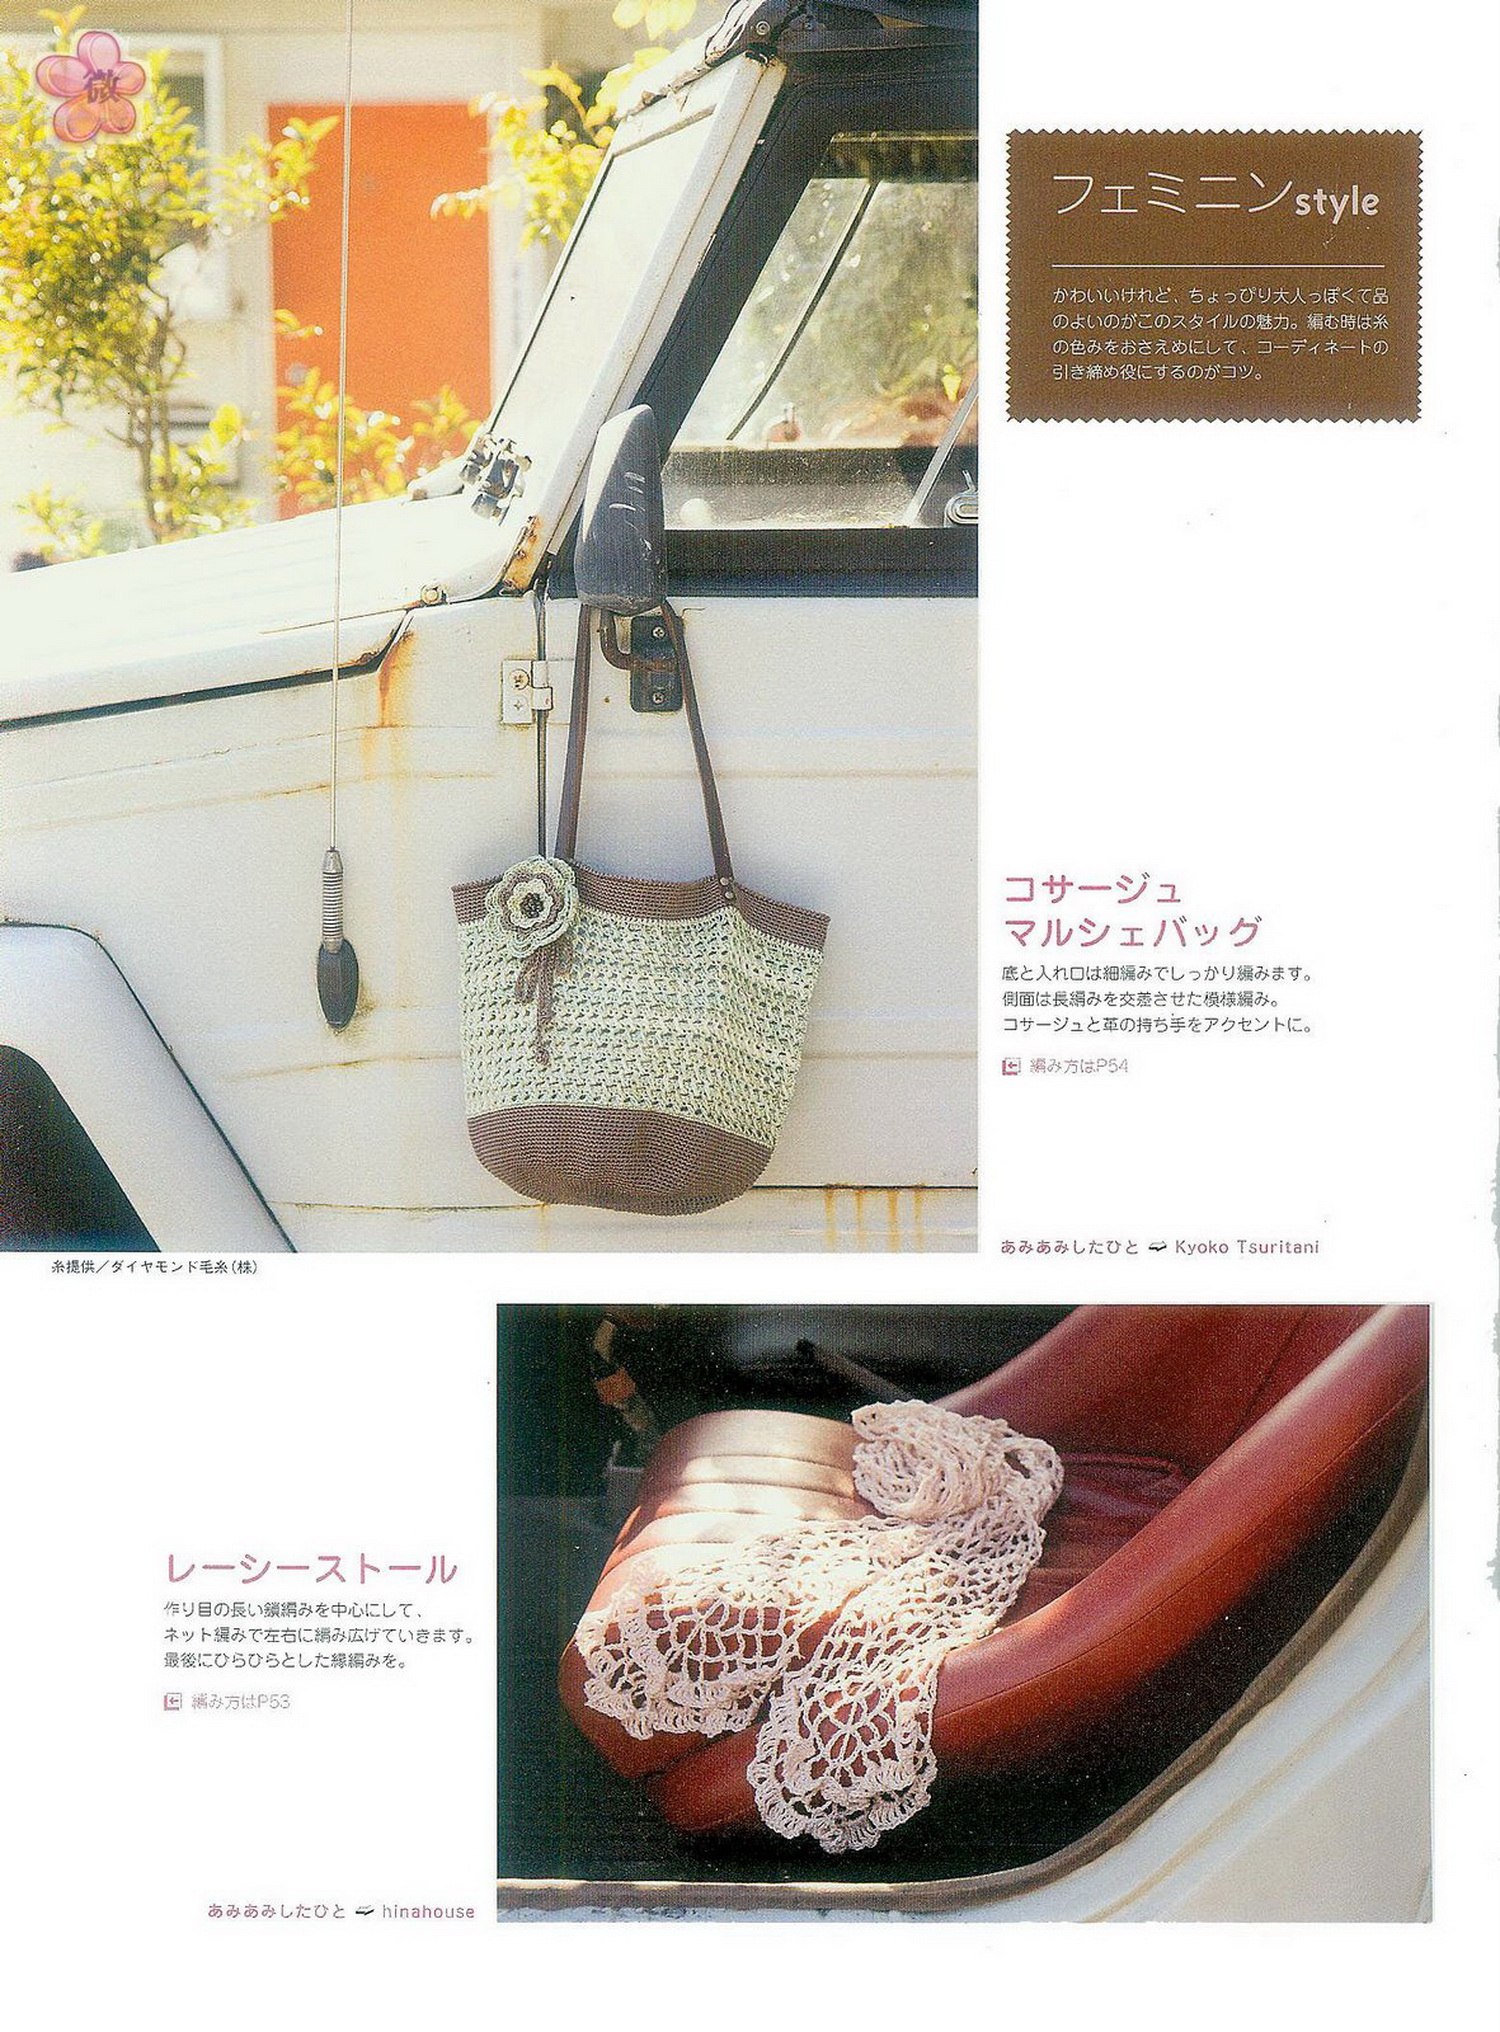 微
フェミニンstyle
かわいいけれど、ちょっぴり大人っぽくて品
のよいのがこのスタイルの魅力。編む時は糸
の色みをおさえめにして、コーディネートの
引き締め役にするのがコツ。
コサージュ
マルシェバッグ
底と入れ口は細編みでしっかり編みます。
側面は長編みを交差させた模様編み。
コサージュと革の持ち手をアクセントに。
編み方はP54
あみあみしたひと Kyoko Tsuritani
糸提供／ダイヤモンド毛糸(株)
レーシーストール
作り目の長い鎖編みを中心にして、
ネット編みで左右に編み広げていきます。
最後にひらひらとした縁編みを。
編み方はP53
あみあみしたひと hinahouse